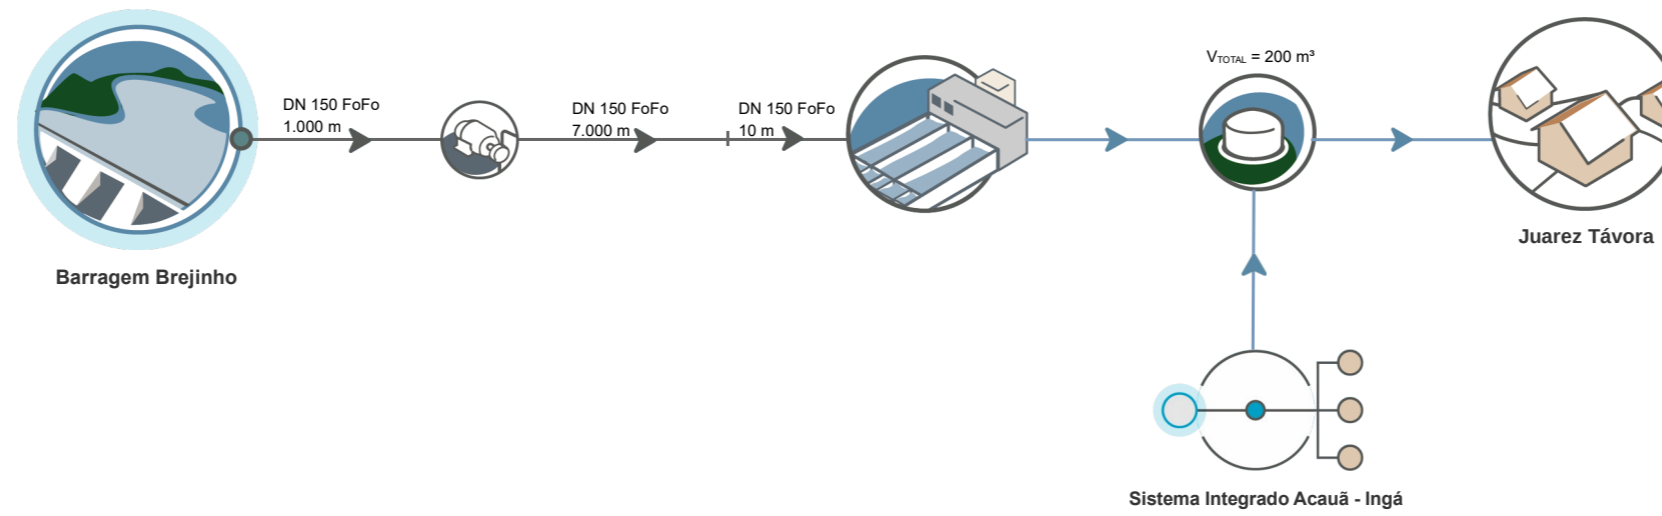 DN 150 FoFo
1.000 m
DN 150 FoFo
7.000 m
DN 150 FoFo
10 m
VTOTAL = 200 m³
Juarez Távora
Barragem Brejinho
Sistema Integrado Acauã - Ingá